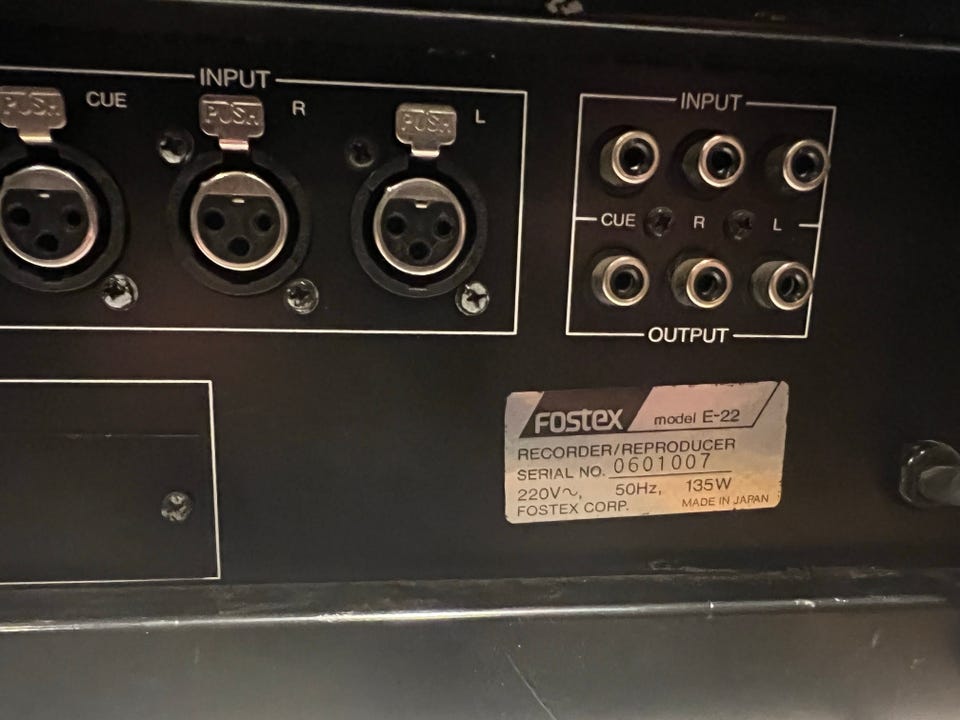 INPUT
PUSH CUE PUSH R PUSH L
INPUT
CUE R L
OUTPUT
FOSTEX model E-22
RECORDER/REPRODUCER
SERIAL NO. 0601007
220V~, 50Hz, 135W
FOSTEX CORP. MADE IN JAPAN